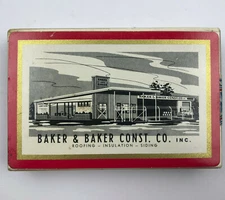 BAKER & BAKER CONST. CO. INC.
ROOFING - INSULATION - SIDING